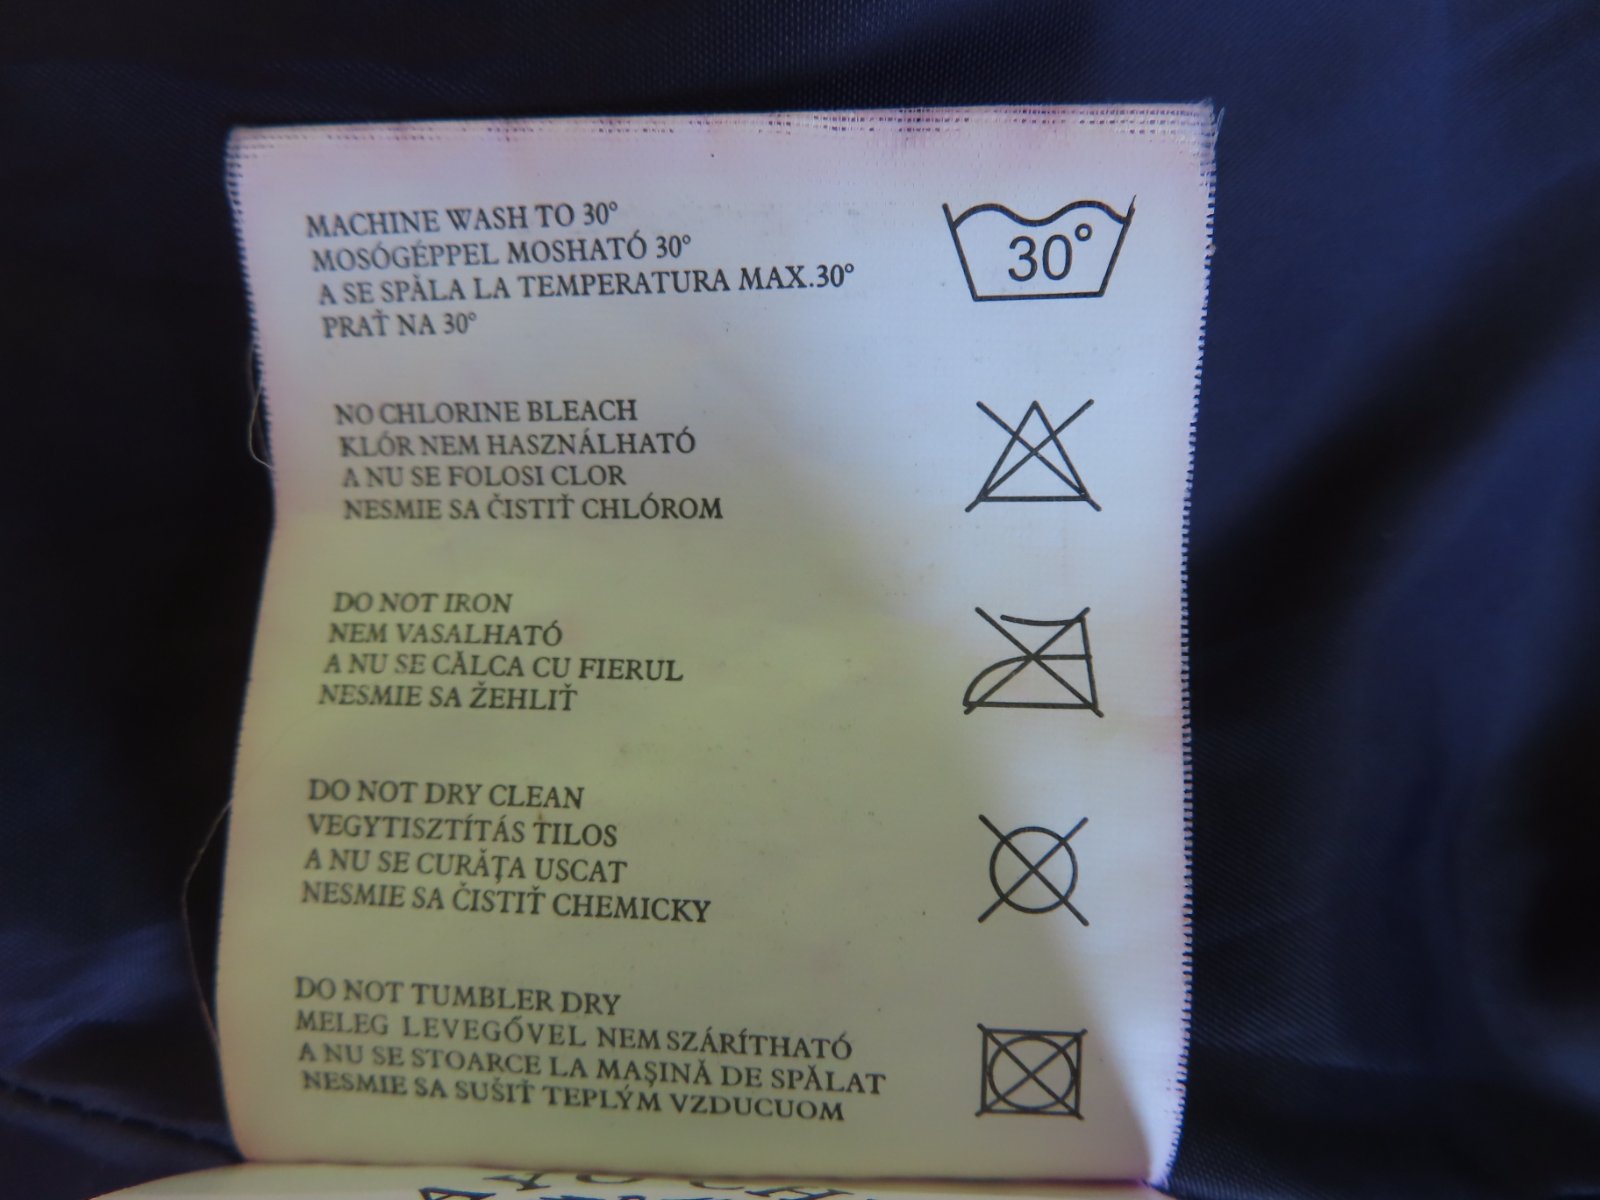 MACHINE WASH TO 30°
MOSÓGÉPPEL MOSHATÓ 30°
A SE SPĂLA LA TEMPERATURA MAX.30°
PRAŤ NA 30°
30°
NO CHLORINE BLEACH
KLÓR NEM HASZNÁLHATÓ
A NU SE FOLOSI CLOR
NESMIE SA ČISTIŤ CHLÓROM
DO NOT IRON
NEM VASALHATÓ
A NU SE CĂLCA CU FIERUL
NESMIE SA ŽEHLIŤ
DO NOT DRY CLEAN
VEGYTISZTÍTÁS TILOS
A NU SE CURĂŢA USCAT
NESMIE SA ČISTIŤ CHEMICKY
DO NOT TUMBLER DRY
MELEG LEVEGŐVEL NEM SZÁRÍTHATÓ
A NU SE STOARCE LA MAŞINĂ DE SPĂLAT
NESMIE SA SUŠIŤ TEPLÝM VZDUCUOM